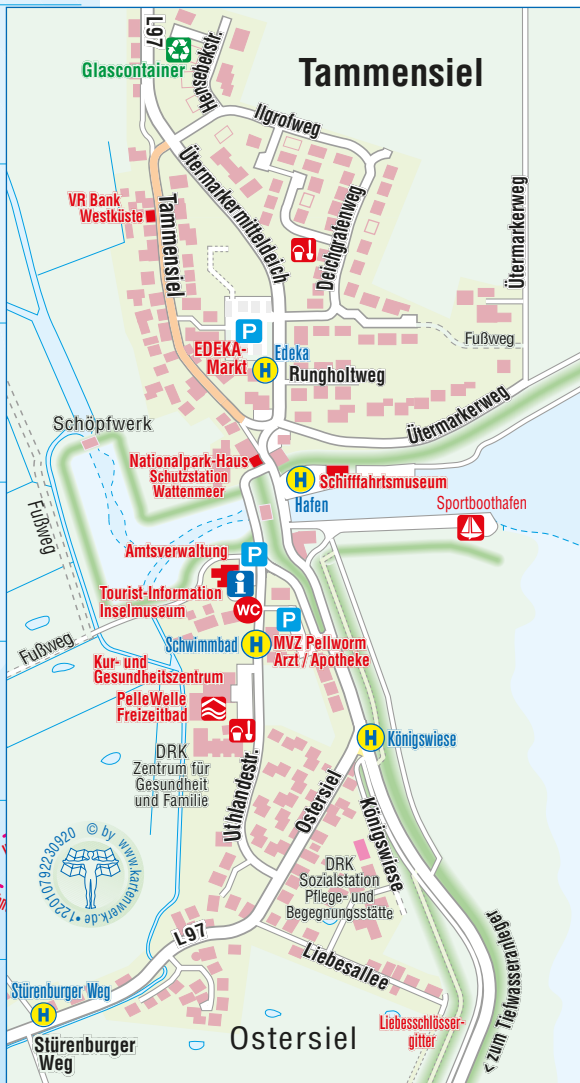 L97
Glascontainer
Hensebekstr.
Tammensiel
Ilgrofweg
Ütermarkermitteldeich
VR Bank
Westküste
Tammensiel
Deichgrafenweg
Ütermarkerweg
P
EDEKA-
Markt
Edeka
H
Rungholtweg
Fußweg
Schöpfwerk
Ütermarkerweg
Nationalpark-Haus
Schutzstation
Wattenmeer
H
Hafen
Schifffahrtsmuseum
Sportboothafen
Fußweg
Amtsverwaltung
P
Tourist-Information
Inselmuseum
i
WC
P
Fußweg
Schwimmbad
H
MVZ Pellworm
Arzt / Apotheke
Kur- und
Gesundheitszentrum
PelleWelle
Freizeitbad
H
Königswiese
DRK
Zentrum für
Gesundheit
und Familie
Uthlandestr.
Ostersiel
Königswiese
© by www.kartenwerk.de • 122010792230920
DRK
Sozialstation
Pflege- und
Begegnungsstätte
L97
Liebesallee
< zum Tiefwasseranleger
Stürenburger Weg
H
Stürenburger
Weg
Ostersiel
Liebesschlösser-
gitter